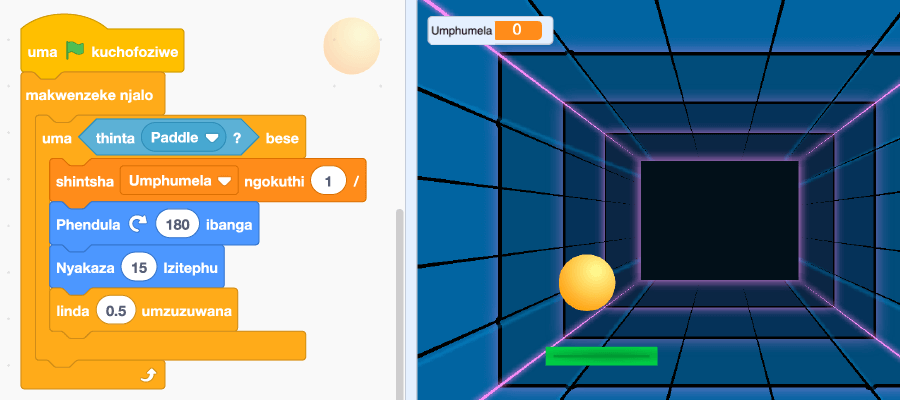 uma kuchofoziwe
makwenzeke njalo
uma thinta Paddle ? bese
shintsha Umphumela ngokuthi 1 /
Phendula 180 ibanga
Nyakaza 15 Izitephu
linda 0.5 umzuzuwana
Umphumela 0